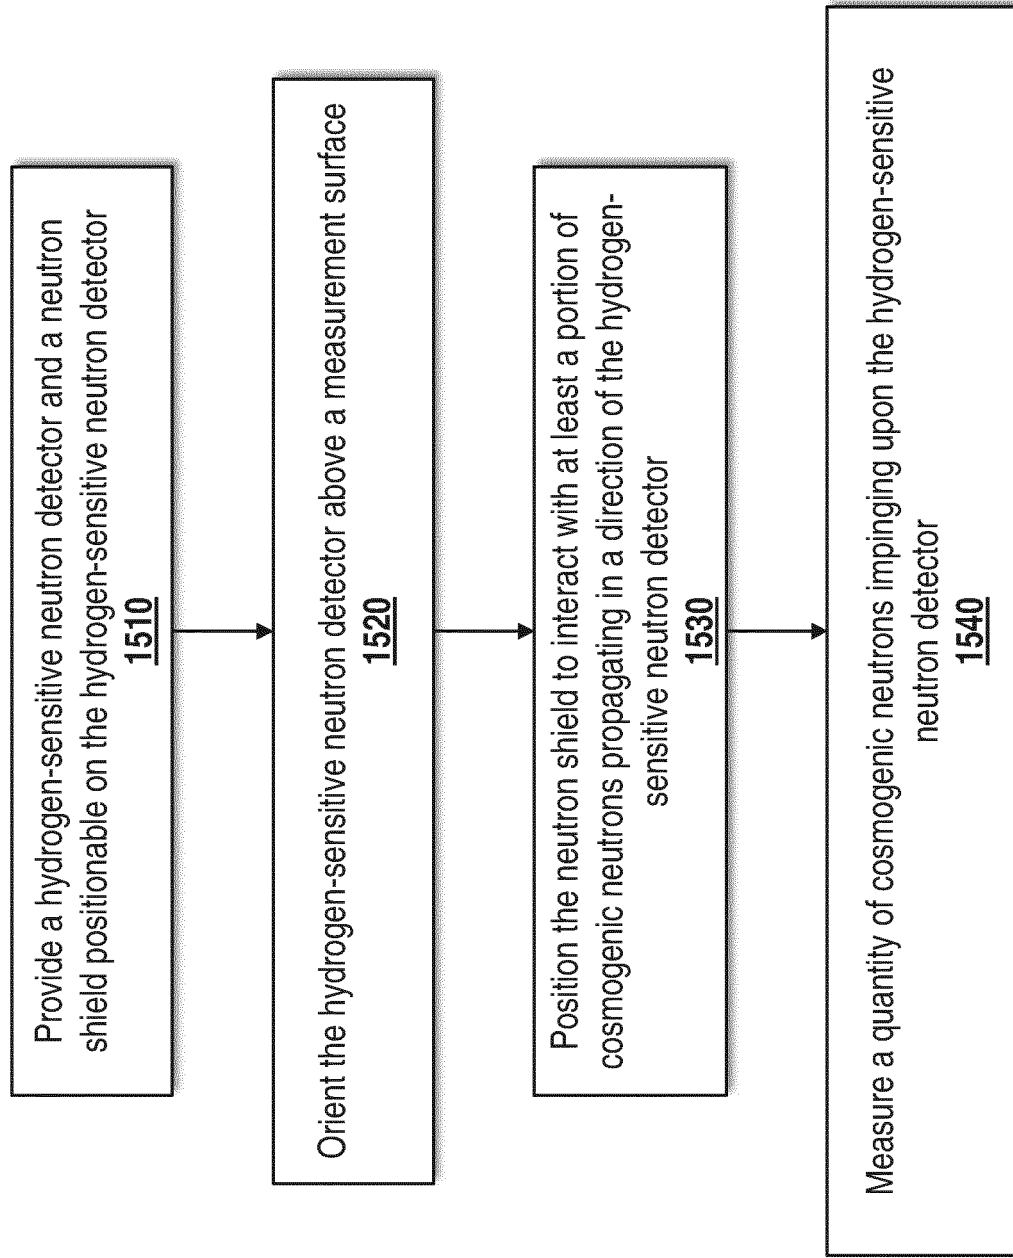 Provide a hydrogen-sensitive neutron detector and a neutron
shield positionable on the hydrogen-sensitive neutron detector
1510
Orient the hydrogen-sensitive neutron detector above a measurement surface
1520
Position the neutron shield to interact with at least a portion of
cosmogenic neutrons propagating in a direction of the hydrogen-
sensitive neutron detector
1530
Measure a quantity of cosmogenic neutrons impinging upon the hydrogen-sensitive
neutron detector
1540